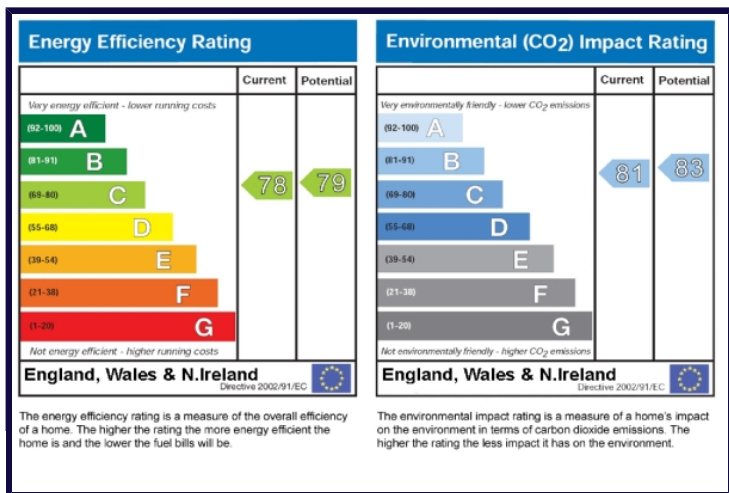 Energy Efficiency Rating
Current Potential
Very energy efficient - lower running costs
(92-100) A
(81-91) B
(69-80) C
78 79
(55-68) D
(39-54) E
(21-38) F
(1-20) G
Not energy efficient - higher running costs
England, Wales & N.Ireland
Directive 2002/91/EC
The energy efficiency rating is a measure of the overall efficiency
of a home. The higher the rating the more energy efficient the
home is and the lower the fuel bills will be.
Environmental (CO2) Impact Rating
Current Potential
Very environmentally friendly - lower CO2 emissions
(92-100) A
(81-91) B
81 83
(69-80) C
(55-68) D
(39-54) E
(21-38) F
(1-20) G
Not environmentally friendly - higher CO2 emissions
England, Wales & N.Ireland
Directive 2002/91/EC
The environmental impact rating is a measure of a home's impact
on the environment in terms of carbon dioxide emissions. The
higher the rating the less impact it has on the environment.